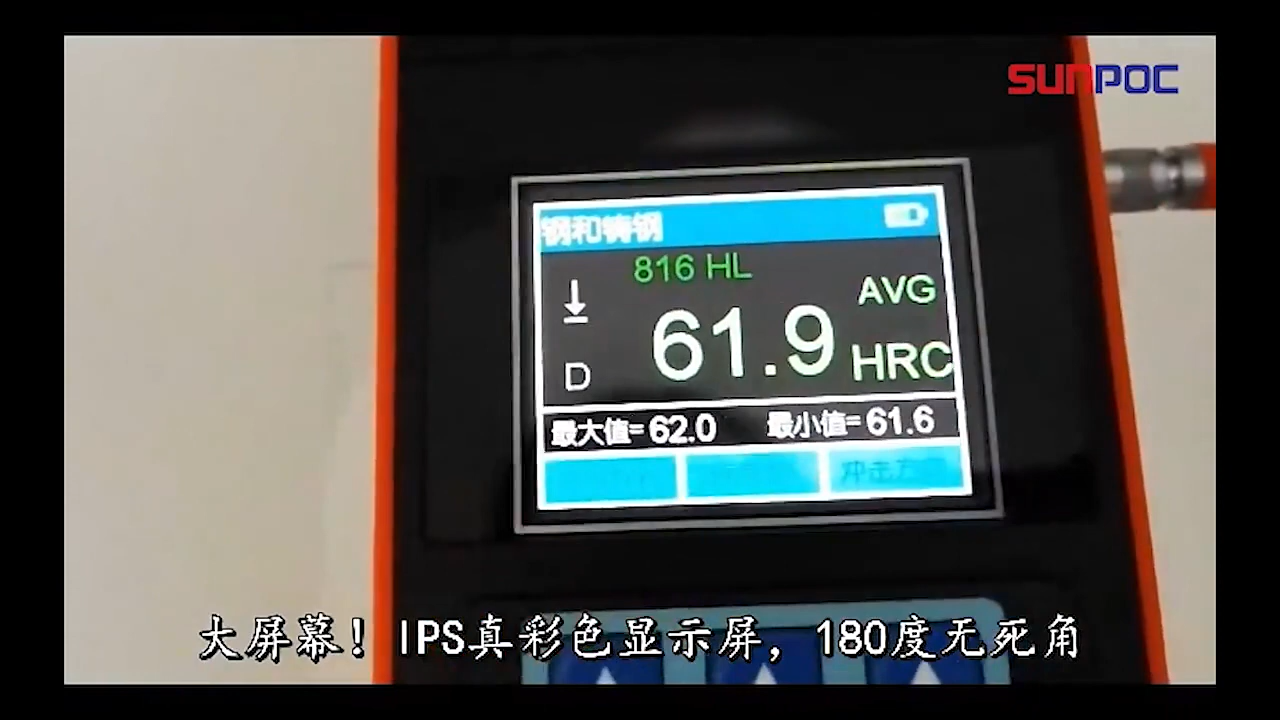 SUNPOC
钢和铸钢
816 HL
AVG
61.9
HRC
D
最大值=62.0 最小值=61.6
冲击方向
大屏幕！IPS真彩色显示屏，180度无死角